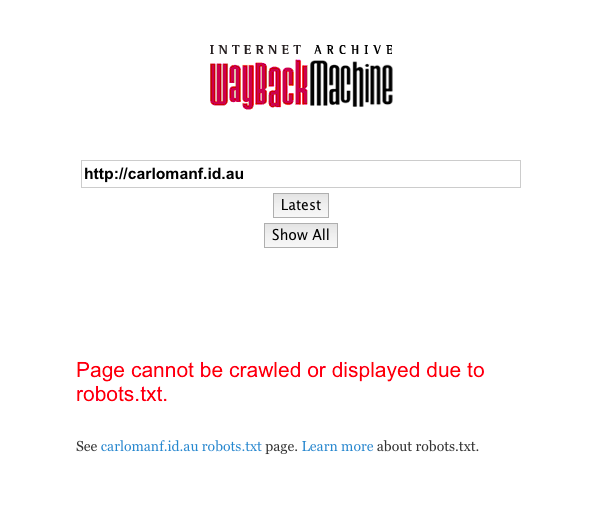 INTERNET ARCHIVE
WayBackMachine
http://carlomanf.id.au
Latest
Show All
Page cannot be crawled or displayed due to
robots.txt.
See carlomanf.id.au robots.txt page. Learn more about robots.txt.